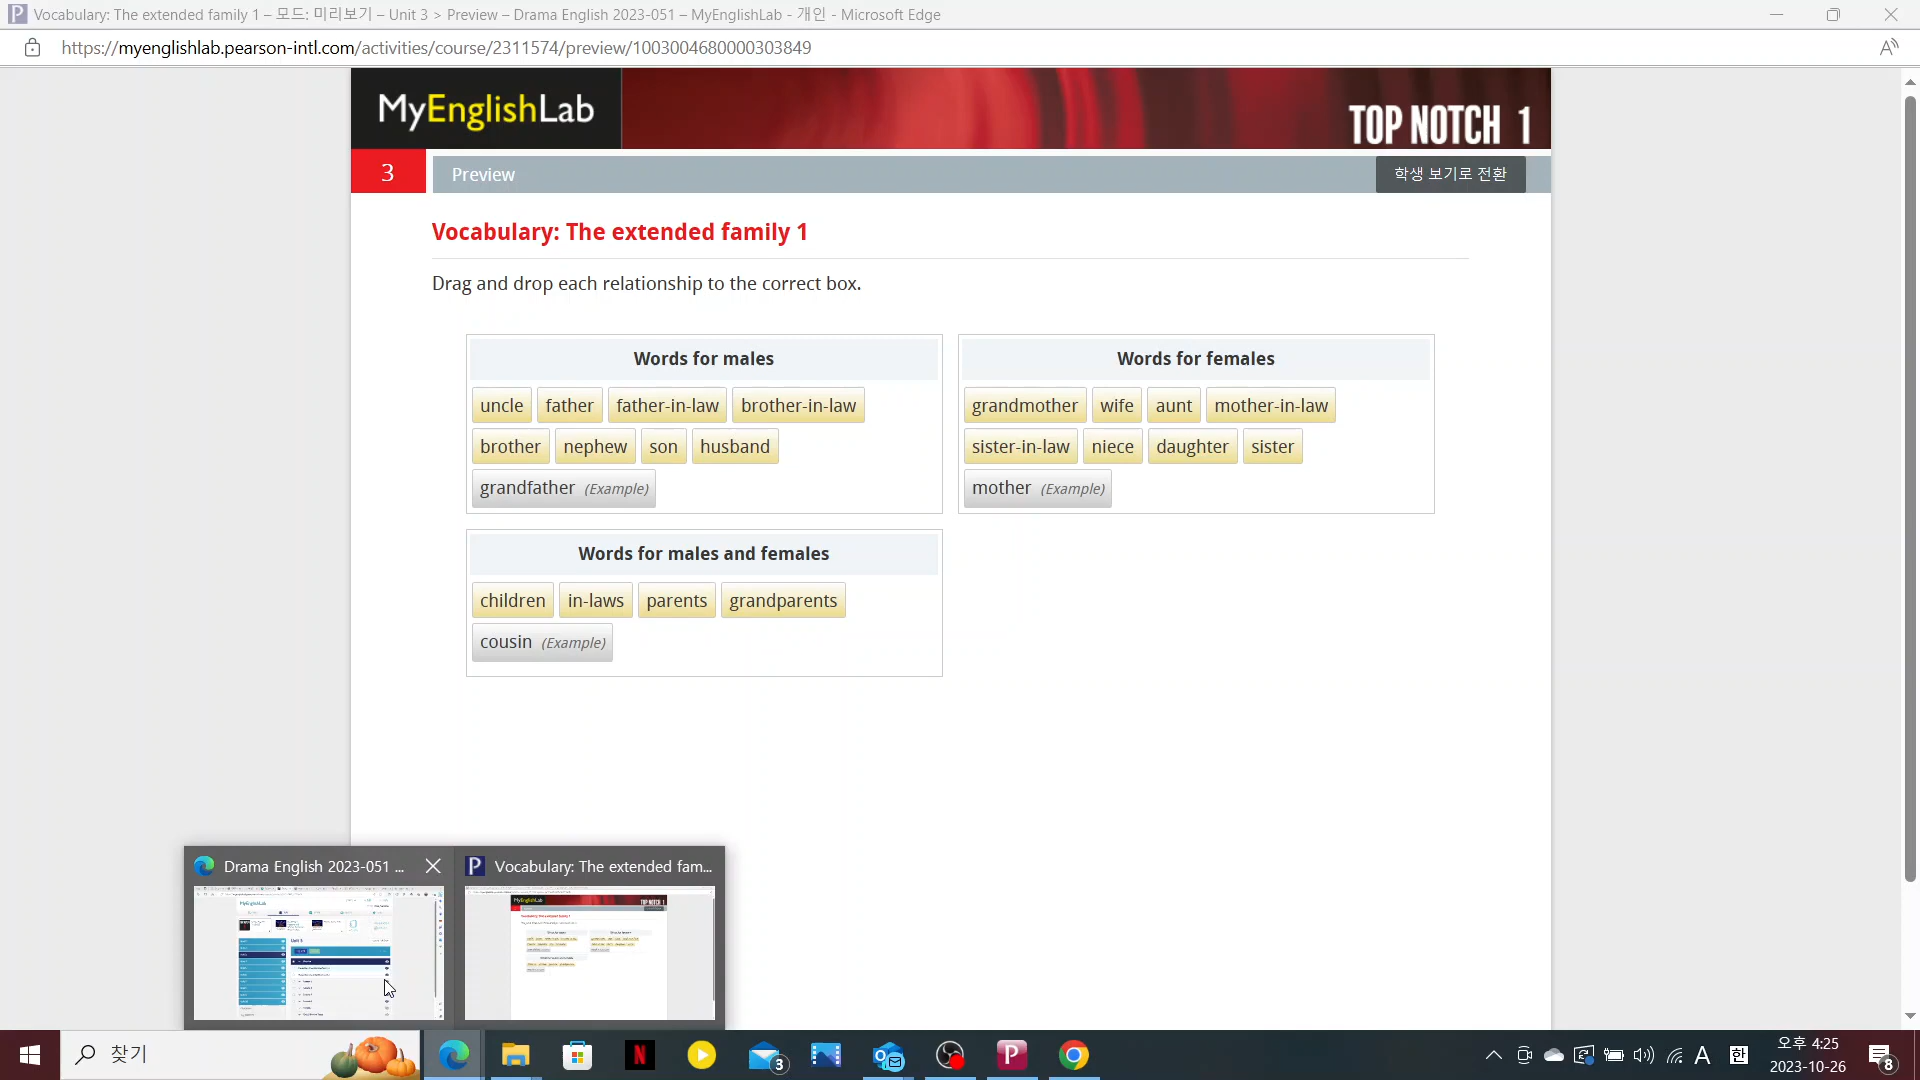 Vocabulary: The extended family 1 – 모드: 미리보기 – Unit 3 > Preview – Drama English 2023-051 – MyEnglishLab - 개인 - Microsoft Edge
https://myenglishlab.pearson-intl.com/activities/course/2311574/preview/1003004680000303849
MyEnglishLab
TOP NOTCH 1
3 Preview 학생 보기로 전환
Vocabulary: The extended family 1
Drag and drop each relationship to the correct box.
Words for males
uncle father father-in-law brother-in-law
brother nephew son husband
grandfather (Example)
Words for females
grandmother wife aunt mother-in-law
sister-in-law niece daughter sister
mother (Example)
Words for males and females
children in-laws parents grandparents
cousin (Example)
Drama English 2023-051 ...
Vocabulary: The extended fam...
찾기
3
A 한
오후 4:25
2023-10-26
8